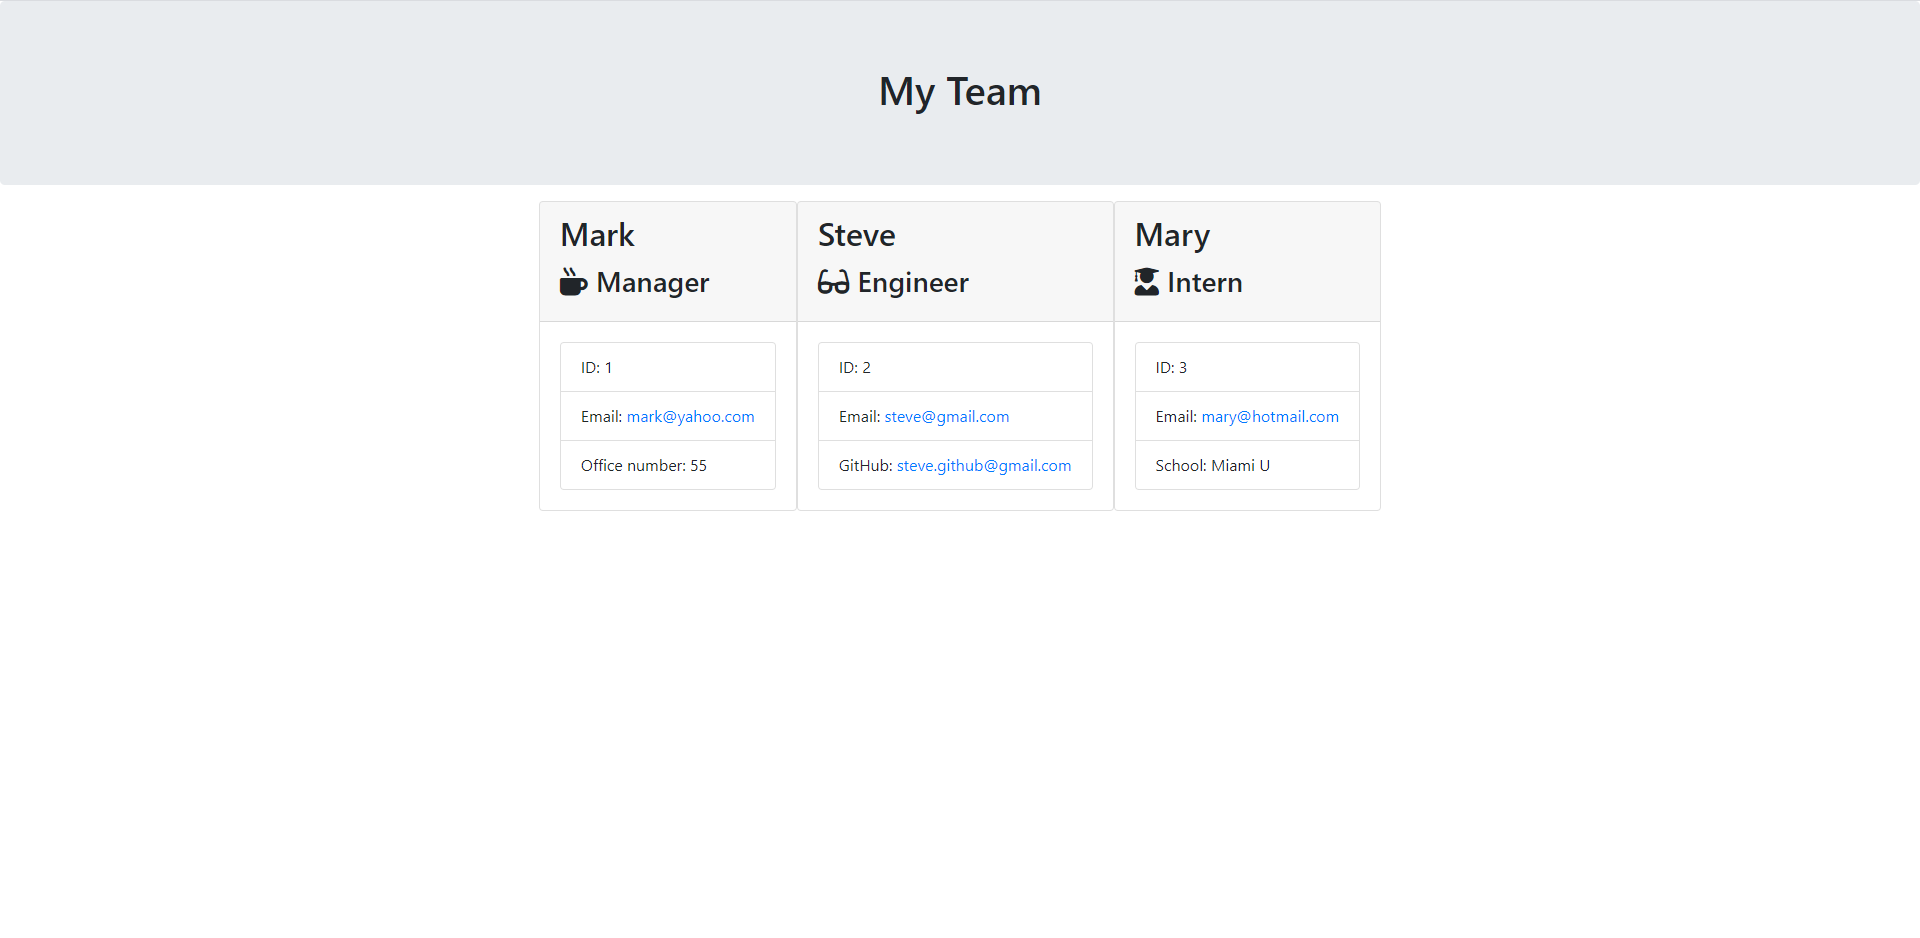 My Team
Mark
Manager
ID: 1
Email: mark@yahoo.com
Office number: 55
Steve
Engineer
ID: 2
Email: steve@gmail.com
GitHub: steve.github@gmail.com
Mary
Intern
ID: 3
Email: mary@hotmail.com
School: Miami U